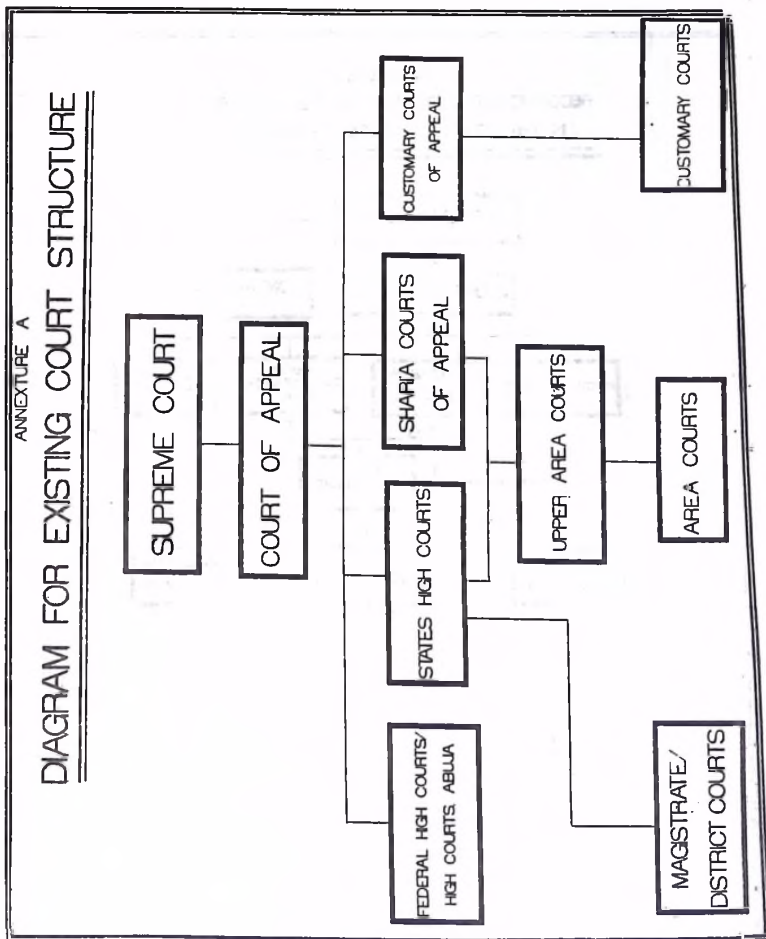 ANNEXTURE A
DIAGRAM FOR EXISTING COURT STRUCTURE
SUPREME COURT
COURT OF APPEAL
FEDERAL HIGH COURTS/
HIGH COURTS. ABUJA
STATES HIGH COURTS
SHARIA COURTS
OF APPEAL
CUSTOMARY COURTS
OF APPEAL
UPPER AREA COURTS
MAGISTRATE/
DISTRICT COURTS
AREA COURTS
CUSTOMARY COURTS